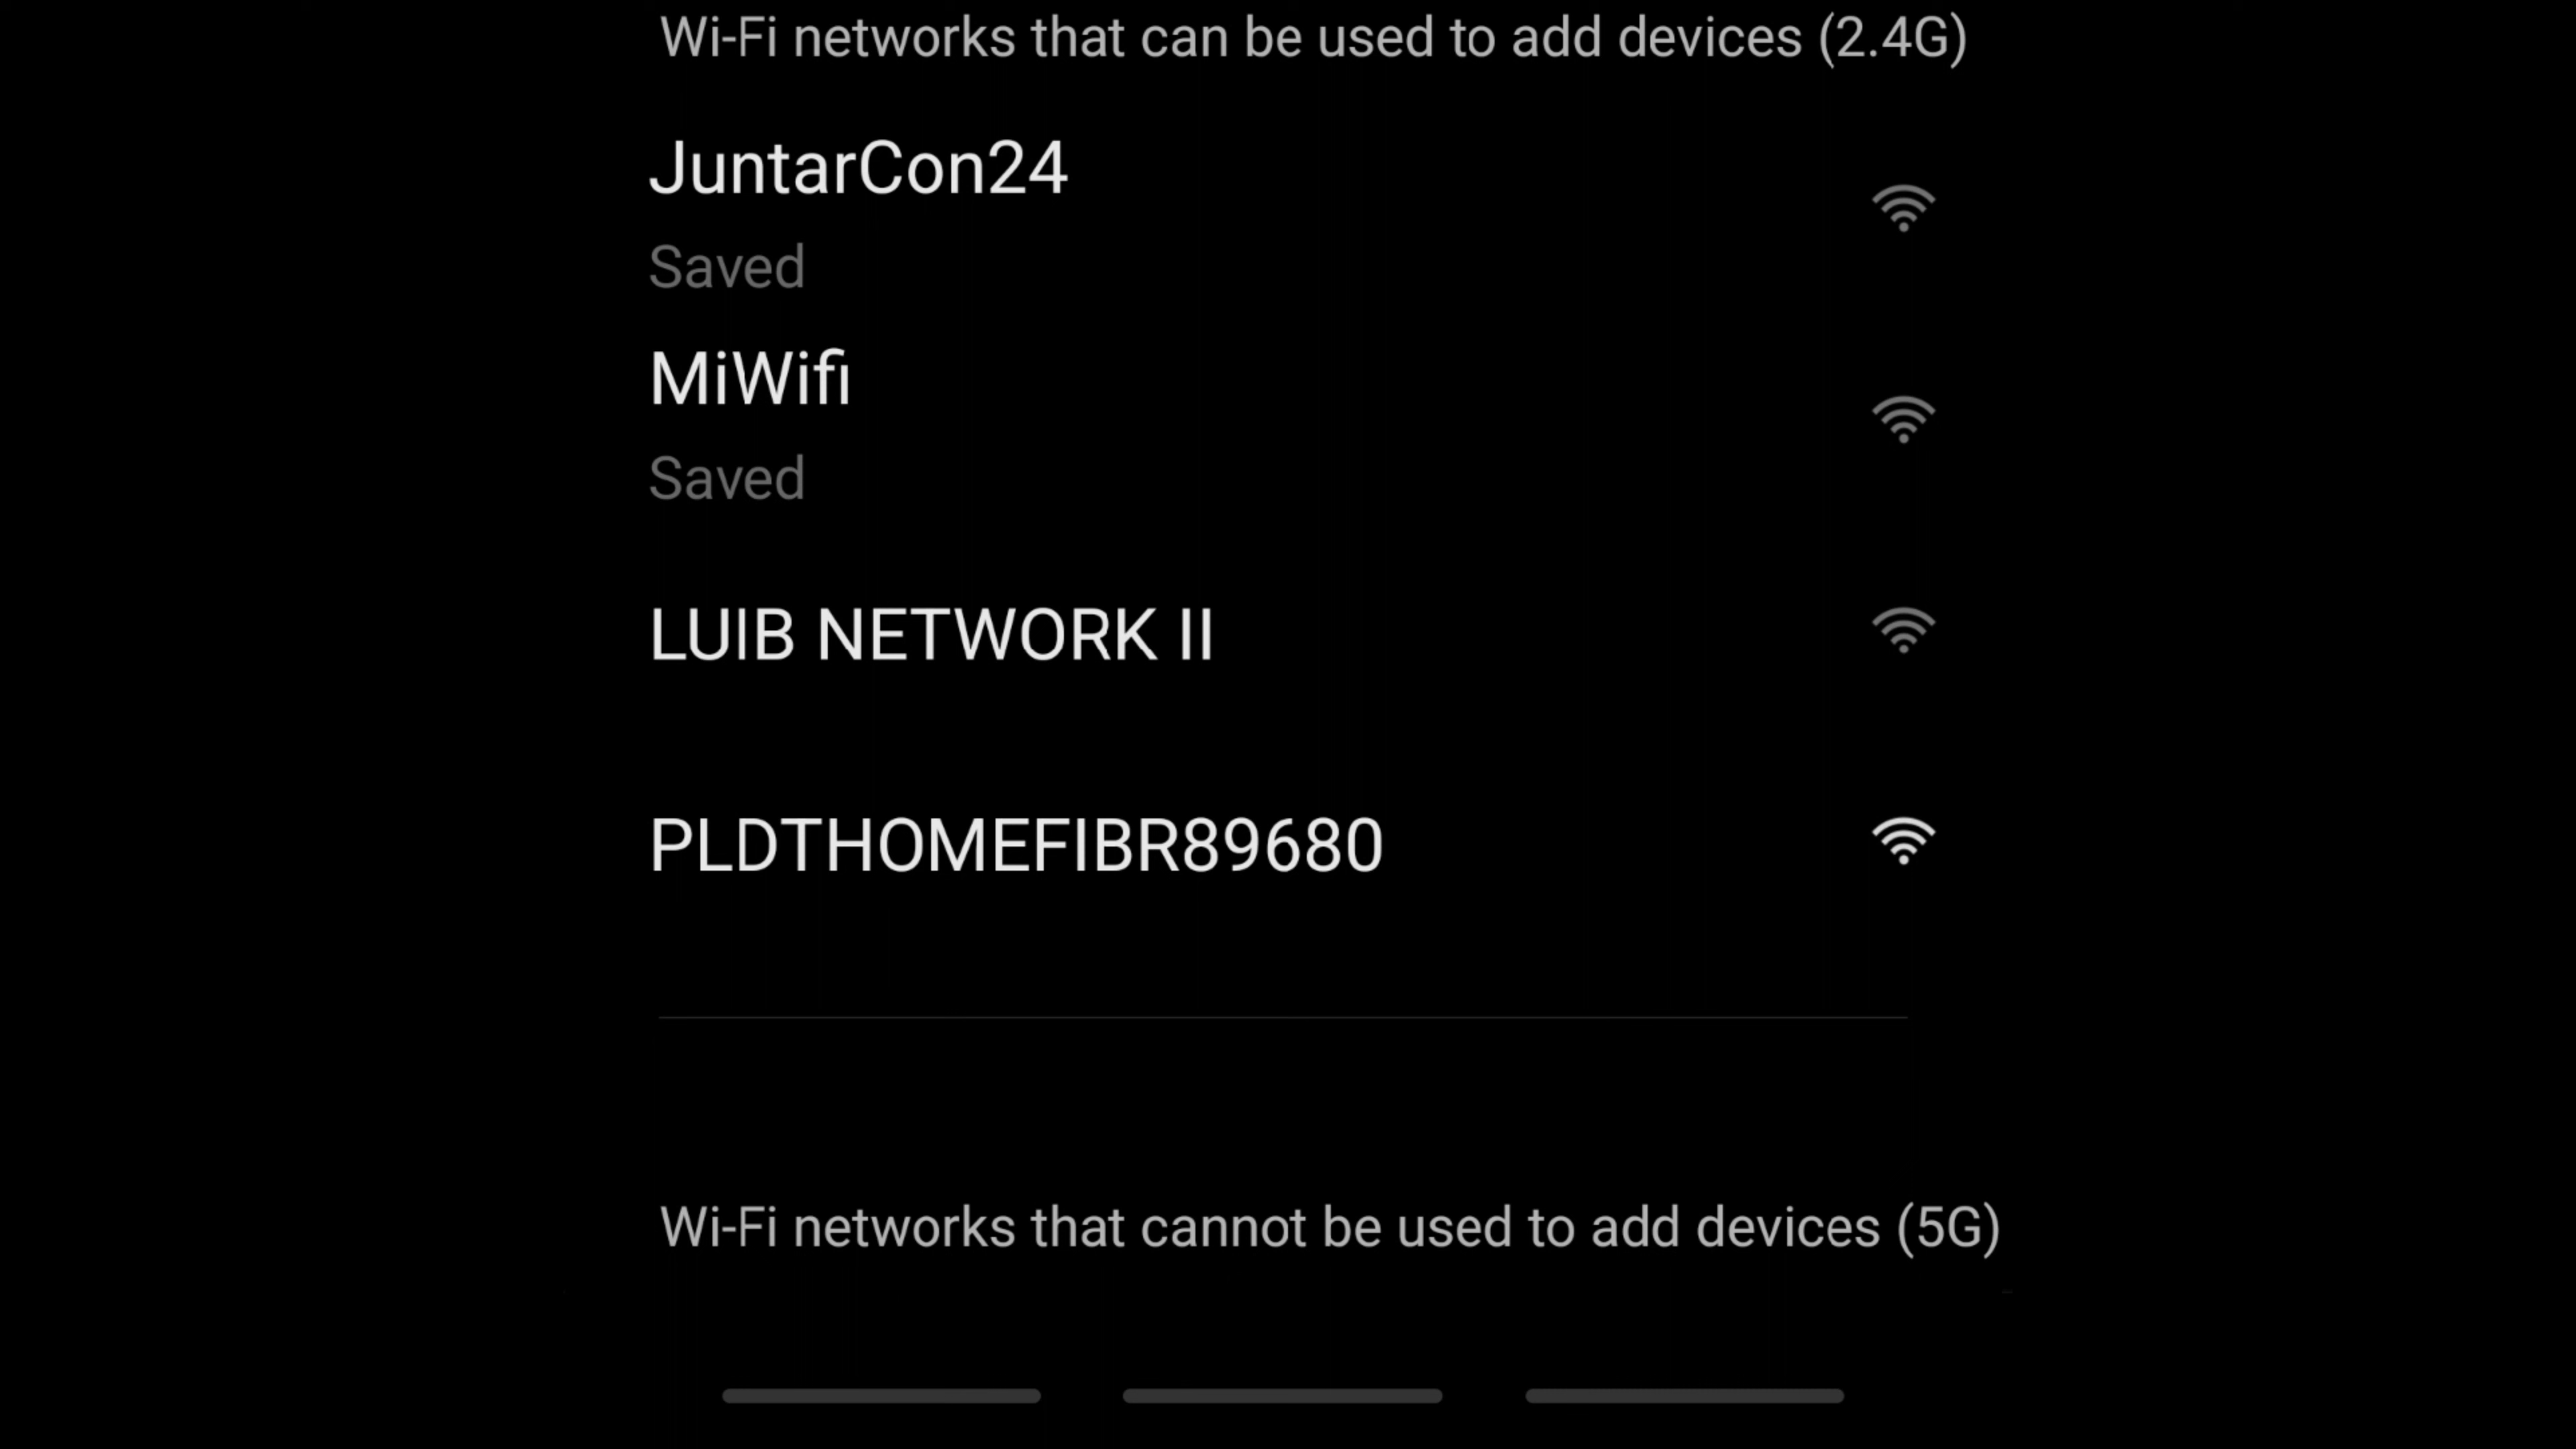 Wi-Fi networks that can be used to add devices (2.4G)
JuntarCon24
Saved
MiWifi
Saved
LUIB NETWORK II
PLDTHOMEFIBR89680
Wi-Fi networks that cannot be used to add devices (5G)